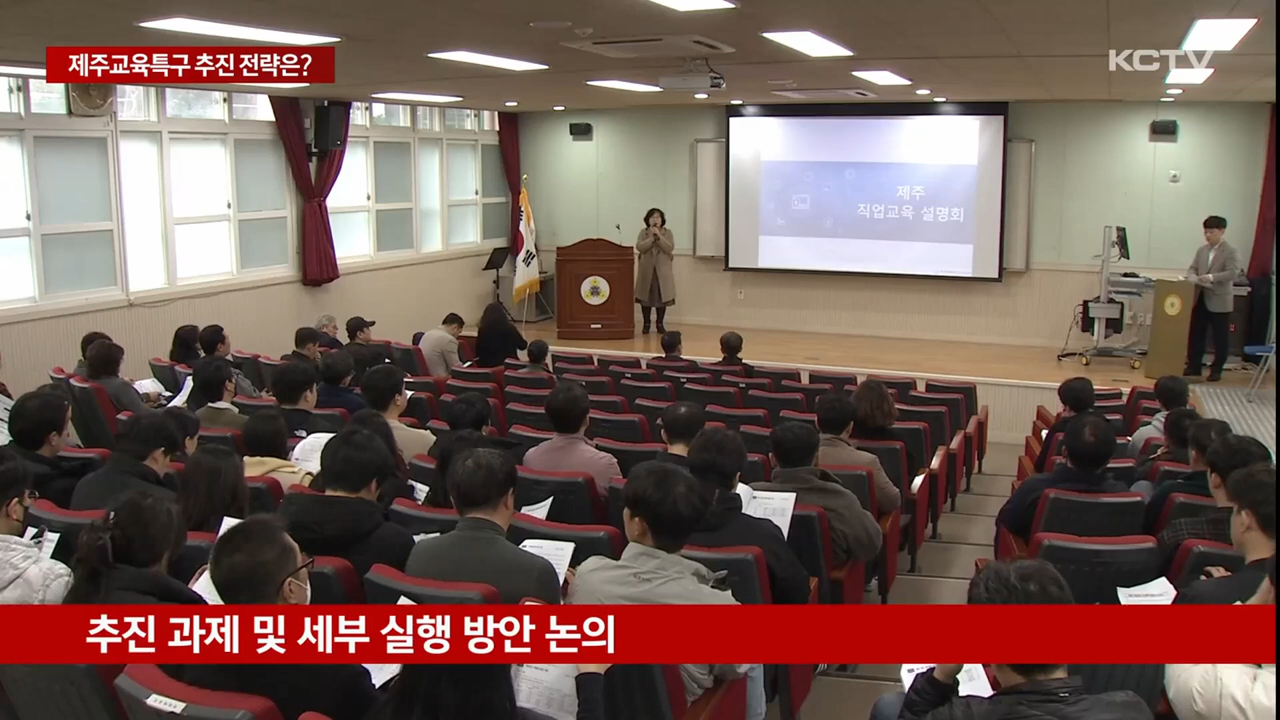 제주교육특구 추진 전략은?
KCTV
제주
직업교육 설명회
추진 과제 및 세부 실행 방안 논의